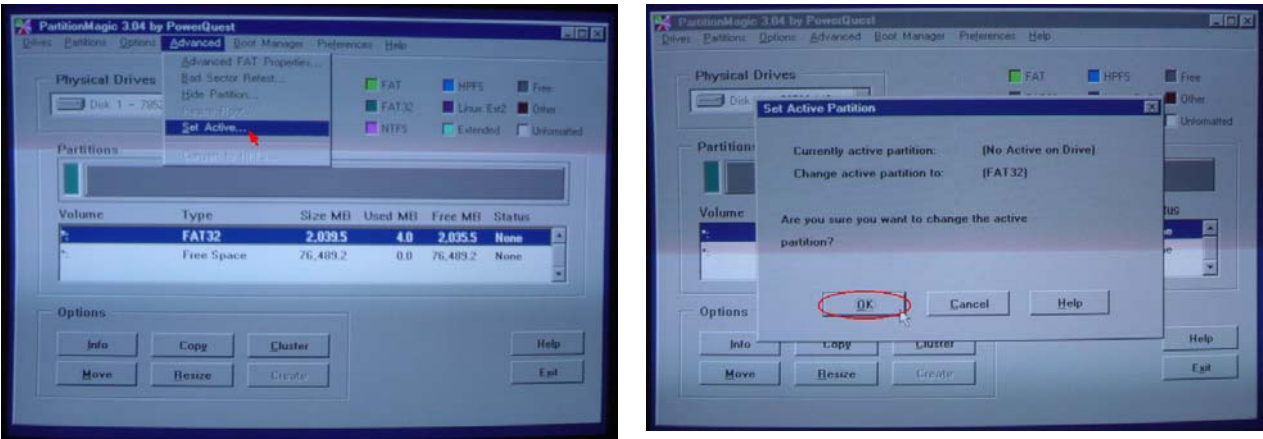 PartitionMagic 3.04 by PowerQuest
Drives Partitions Options Advanced Boot Manager Preferences Help
Advanced FAT Properties...
Bad Sector Retest...
Hide Partition...
Set Active...
Physical Drives
Disk 1 - 7852
FAT HPFS Free
FAT32 Linux Ext2 Other
NTFS Extended Unformatted
Partitions
Volume Type Size MB Used MB Free MB Status
*: FAT32 2,039.5 4.0 2,035.5 None
*: Free Space 76,489.2 0.0 76,489.2 None
Options
Info Copy Cluster Help
Move Resize Create Exit
PartitionMagic 3.04 by PowerQuest
Drives Partitions Options Advanced Boot Manager Preferences Help
Physical Drives
FAT HPFS Free
Disk Other
Unformatted
Set Active Partition
Partition
Currently active partition: (No Active on Drive)
Change active partition to: (FAT32)
Volume
Are you sure you want to change the active
partition?
*:
*:
OK Cancel Help
Options
Info Copy Cluster Help
Move Resize Create Exit